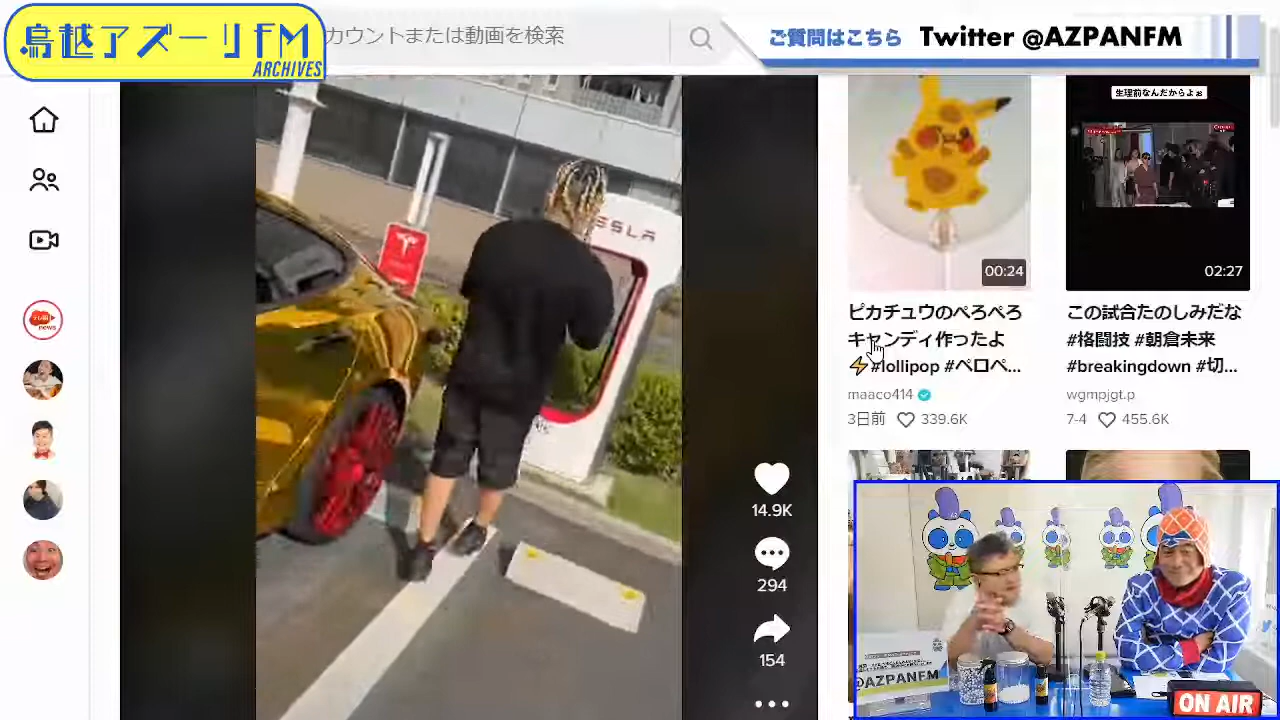 鳥越アズーリFM
ARCHIVES
カウントまたは動画を検索
ご質問はこちら Twitter @AZPANFM
生理前なんだからよぉ
TESLA
00:24
02:27
ピカチュウのぺろぺろ
キャンディ作ったよ
⚡#lollipop #ペロペ...
maaco414
3日前 339.6K
この試合たのしみだな
#格闘技 #朝倉未来
#breakingdown #切...
wgmpjgt.p
7-4 455.6K
14.9K
294
154
@AZPANFM
ON AIR